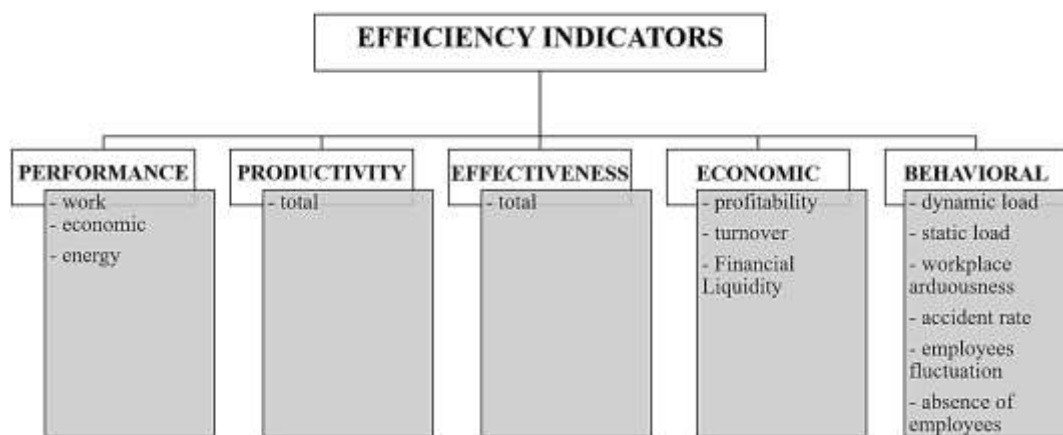 EFFICIENCY INDICATORS
PERFORMANCE
- work
- economic
- energy
PRODUCTIVITY
- total
EFFECTIVENESS
- total
ECONOMIC
- profitability
- turnover
- Financial
Liquidity
BEHAVIORAL
- dynamic load
- static load
- workplace
arduousness
- accident rate
- employees
fluctuation
- absence of
employees